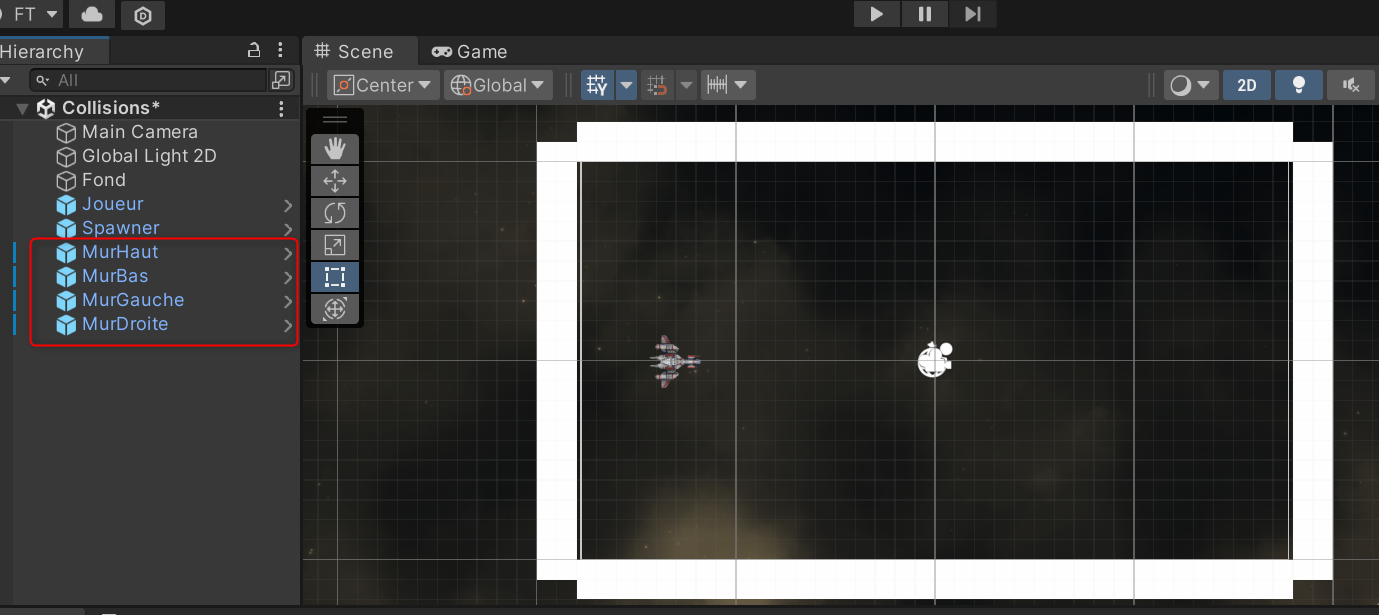 FT
Hierarchy
Scene
Game
All
Center
Global
2D
Collisions*
Main Camera
Global Light 2D
Fond
Joueur
Spawner
MurHaut
MurBas
MurGauche
MurDroite